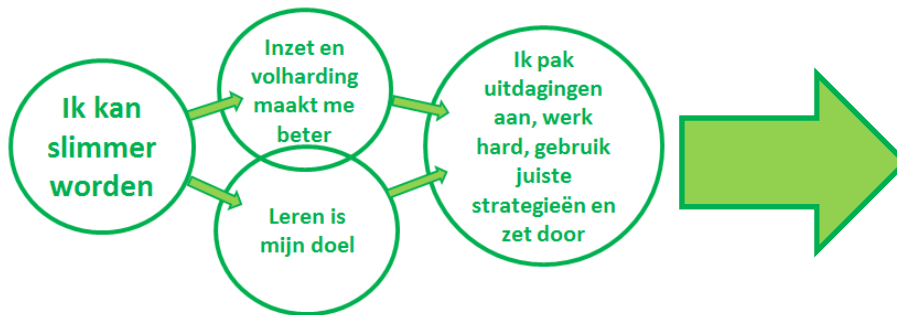 Ik kan
slimmer
worden
Inzet en
volharding
maakt me
beter
Leren is
mijn doel
Ik pak
uitdagingen
aan, werk
hard, gebruik
juiste
strategieën en
zet door